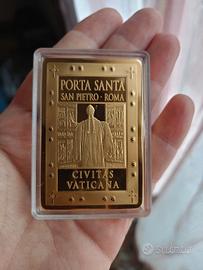 PORTA SANTA
SAN PIETRO · ROMA
CIVITAS
VATICANA